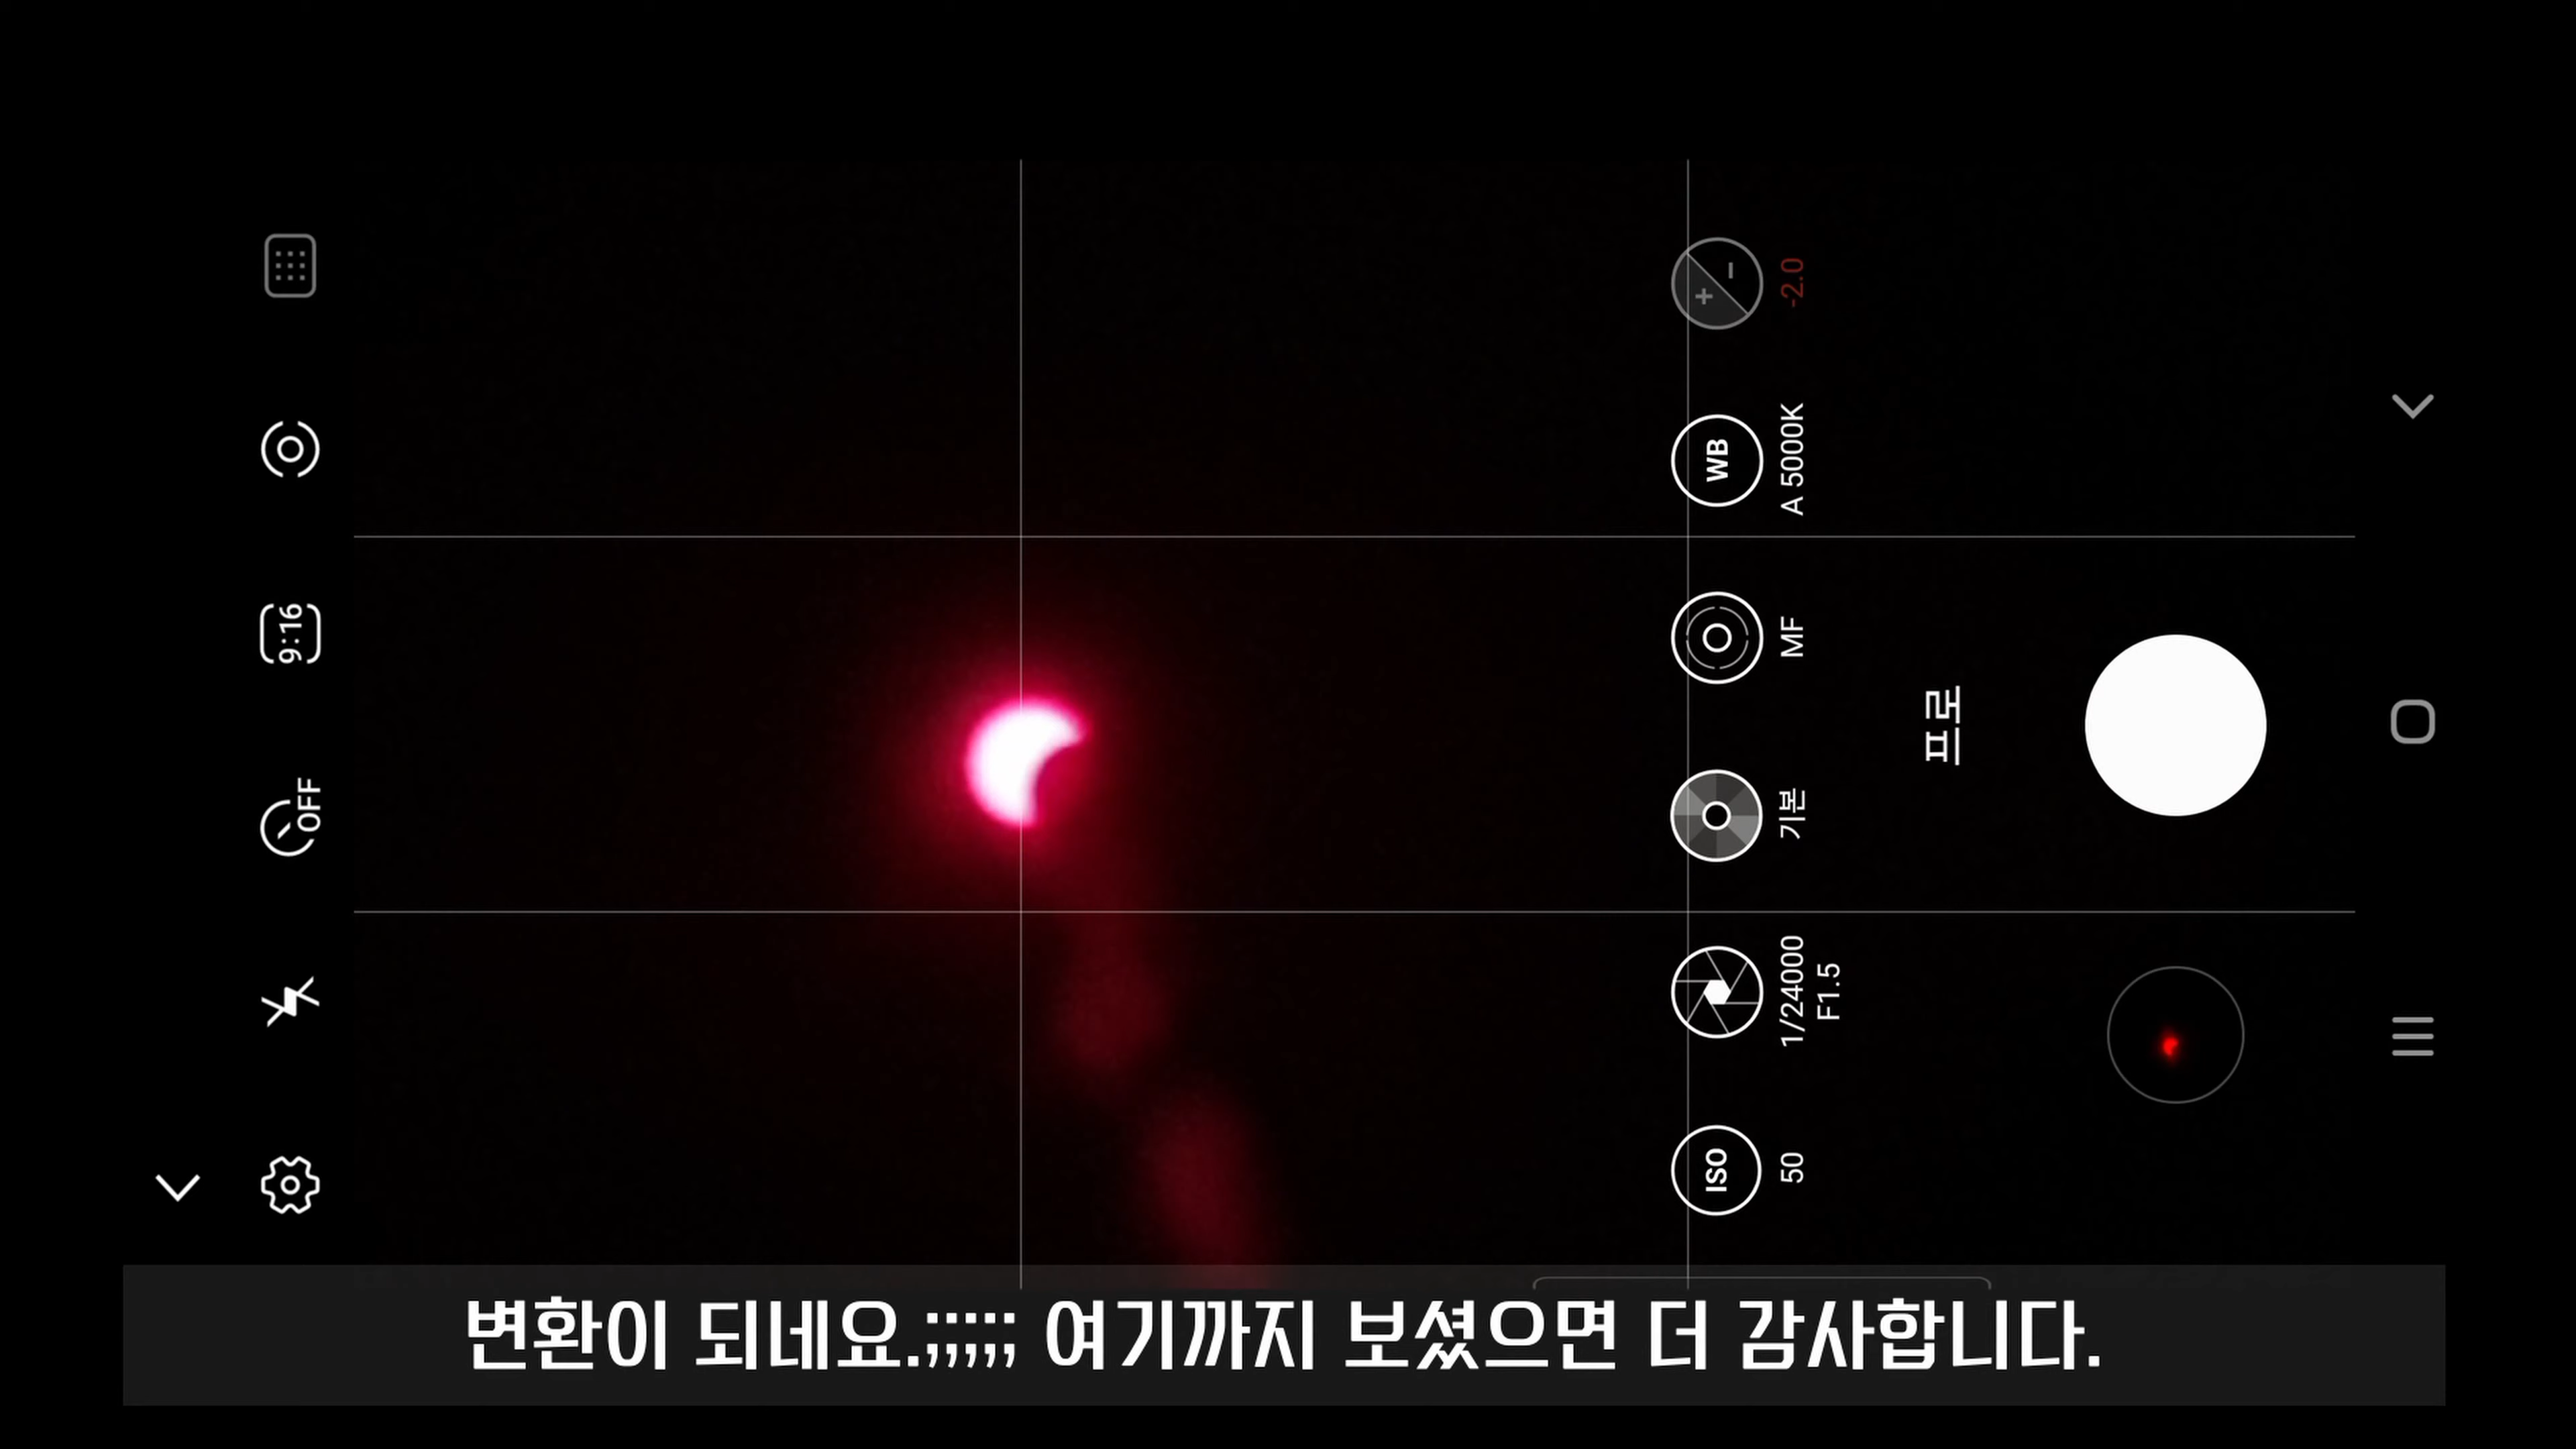 9:16
OFF
-2.0
WB
A 5000K
MF
기본
1/24000
F1.5
ISO
50
프로
변환이 되네요.;;;;; 여기까지 보셨으면 더 감사합니다.